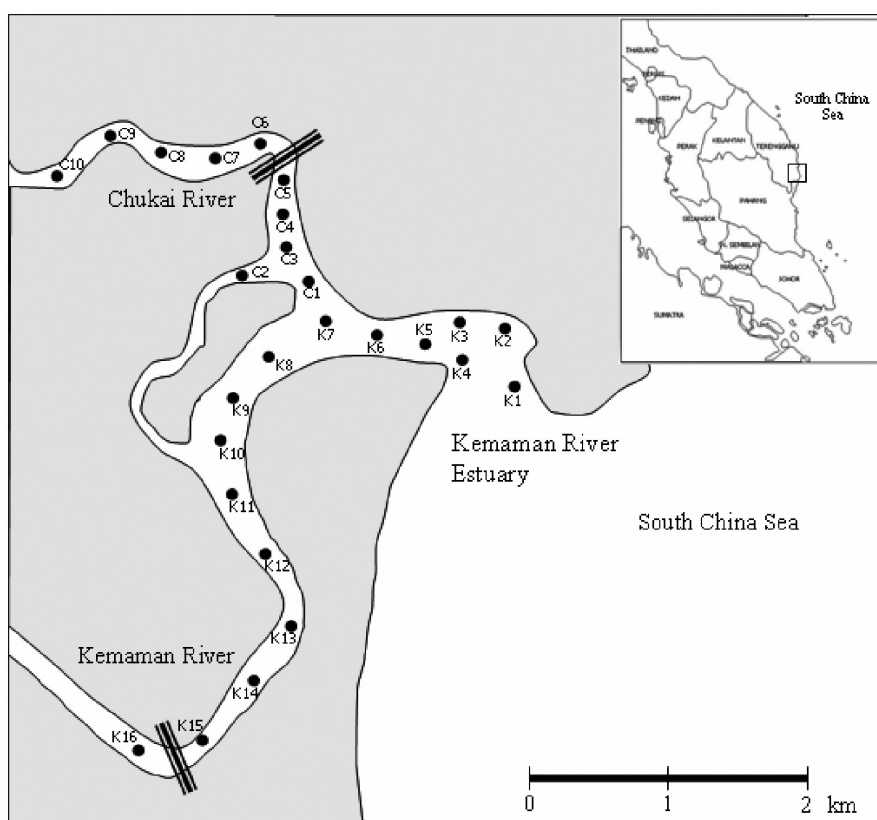 C6
C9
C8
C7
C10
Chukai River
C5
C4
C3
C2
C1
K7
K6
K5
K3
K2
K4
K1
K8
K9
K10
Kemaman River
Estuary
K11
South China Sea
K12
K13
Kemaman River
K14
K15
K16
0
2
km
THAILAND
KEDAH
PENANG
PERAK
KELANTAN
TERENGGANU
South China
Sea
PAHANG
SELANGOR
N. SEMBILAN
JOHOR
SUMATRA